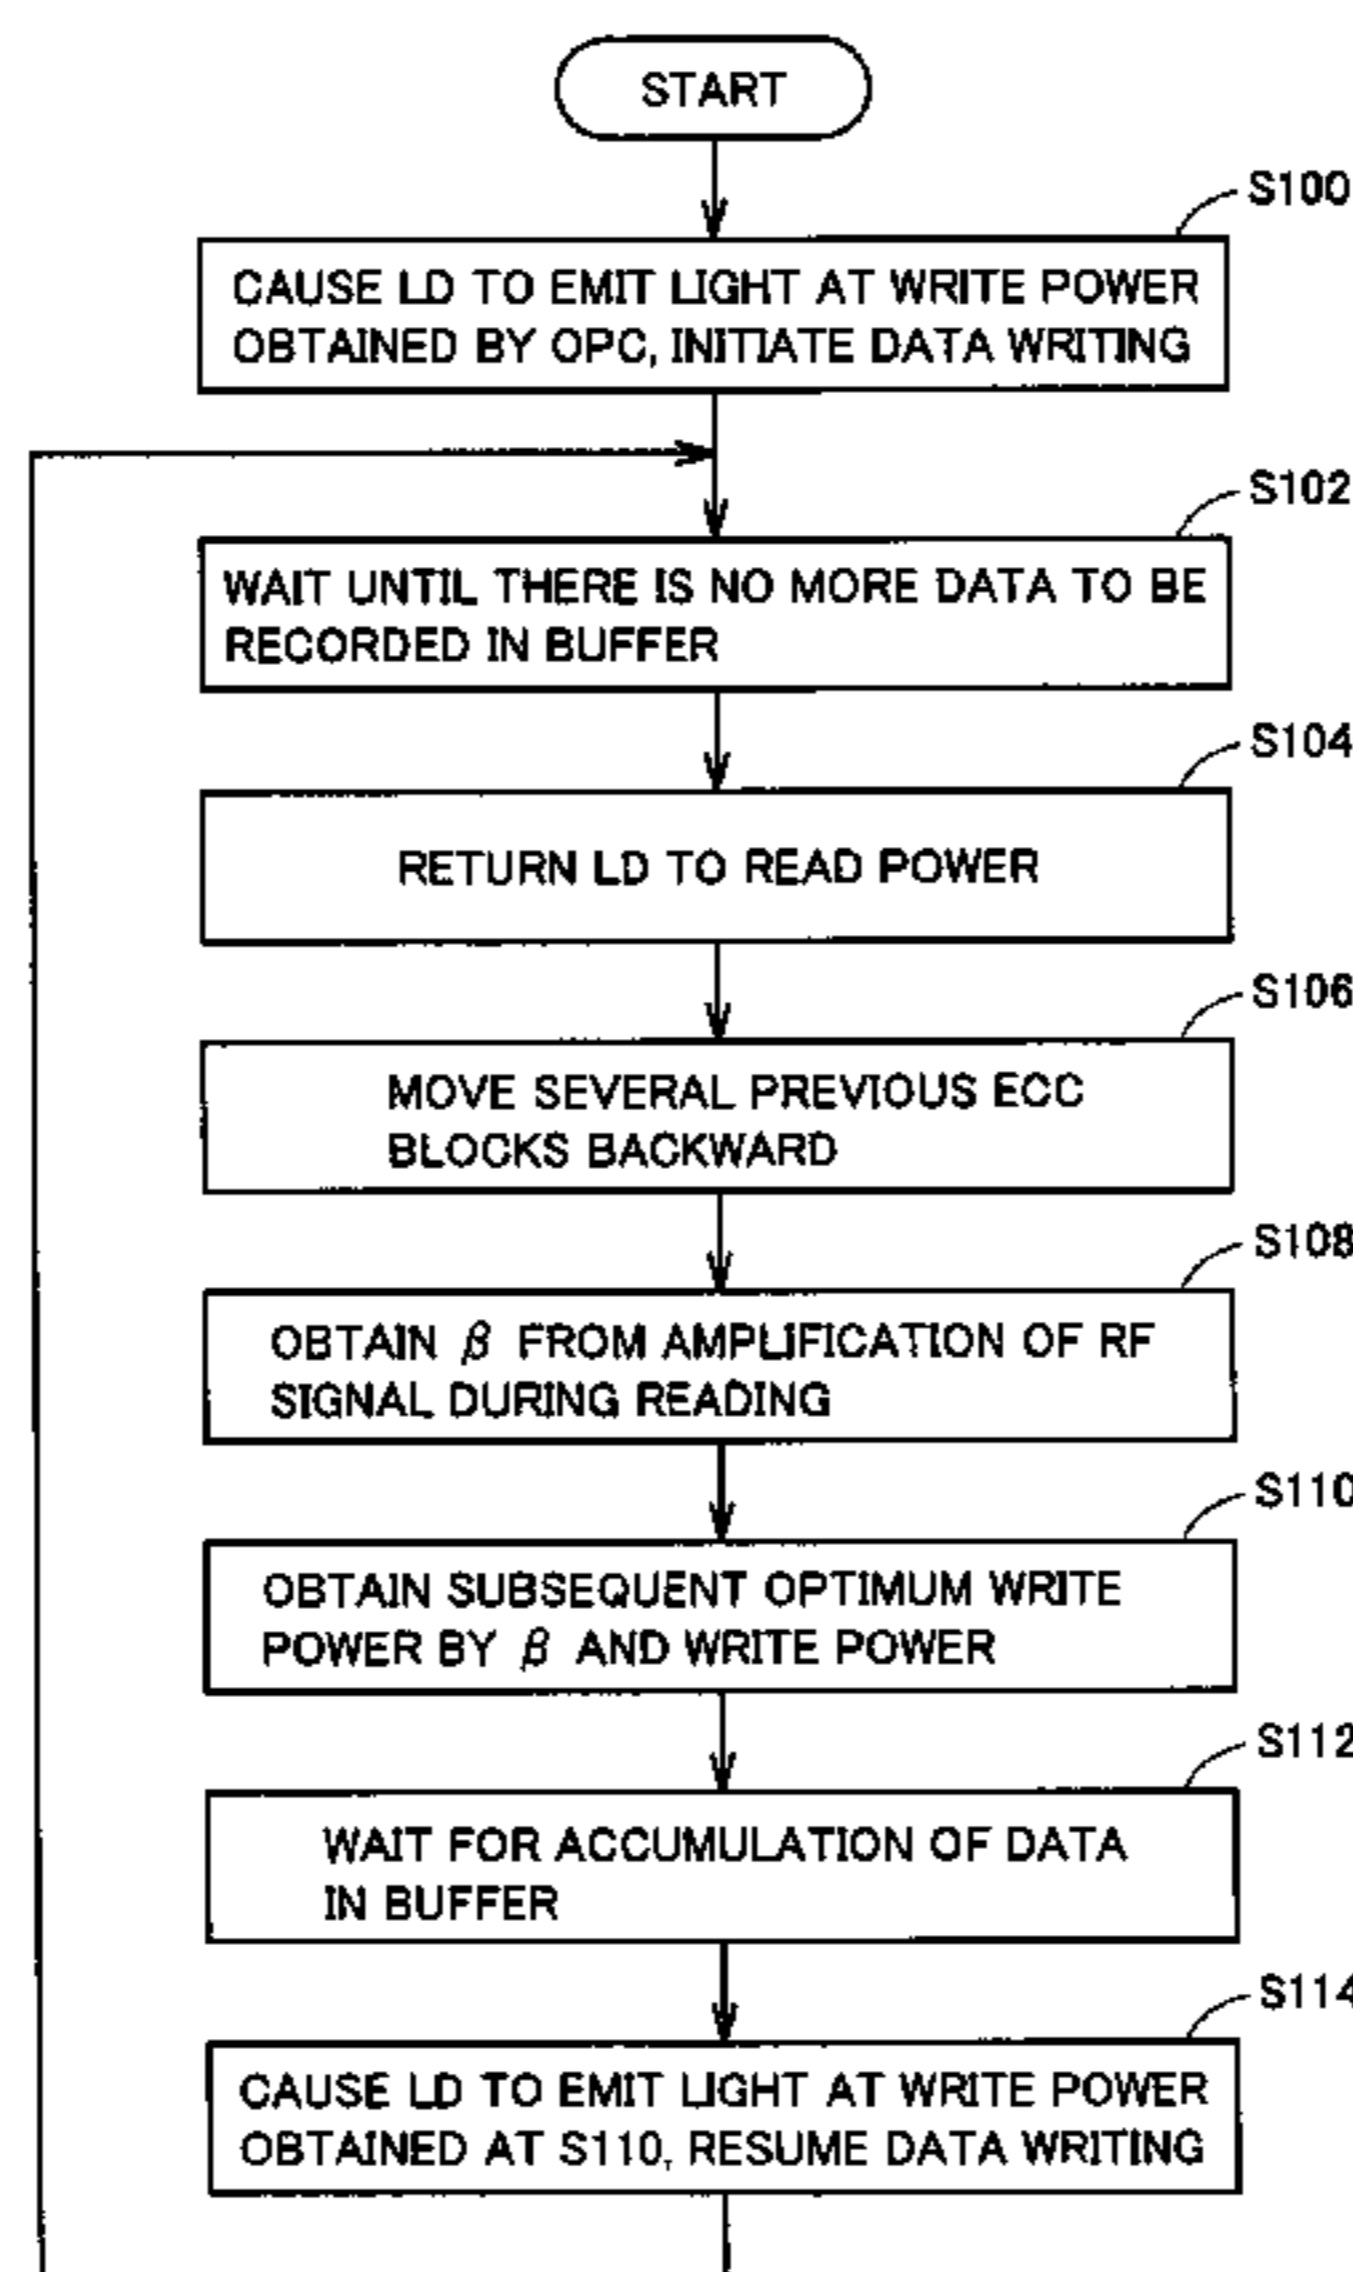 START
S100
CAUSE LD TO EMIT LIGHT AT WRITE POWER
OBTAINED BY OPC, INITIATE DATA WRITING
S102
WAIT UNTIL THERE IS NO MORE DATA TO BE
RECORDED IN BUFFER
S104
RETURN LD TO READ POWER
S106
MOVE SEVERAL PREVIOUS ECC
BLOCKS BACKWARD
S108
OBTAIN β FROM AMPLIFICATION OF RF
SIGNAL DURING READING
S110
OBTAIN SUBSEQUENT OPTIMUM WRITE
POWER BY β AND WRITE POWER
S112
WAIT FOR ACCUMULATION OF DATA
IN BUFFER
S114
CAUSE LD TO EMIT LIGHT AT WRITE POWER
OBTAINED AT S110, RESUME DATA WRITING